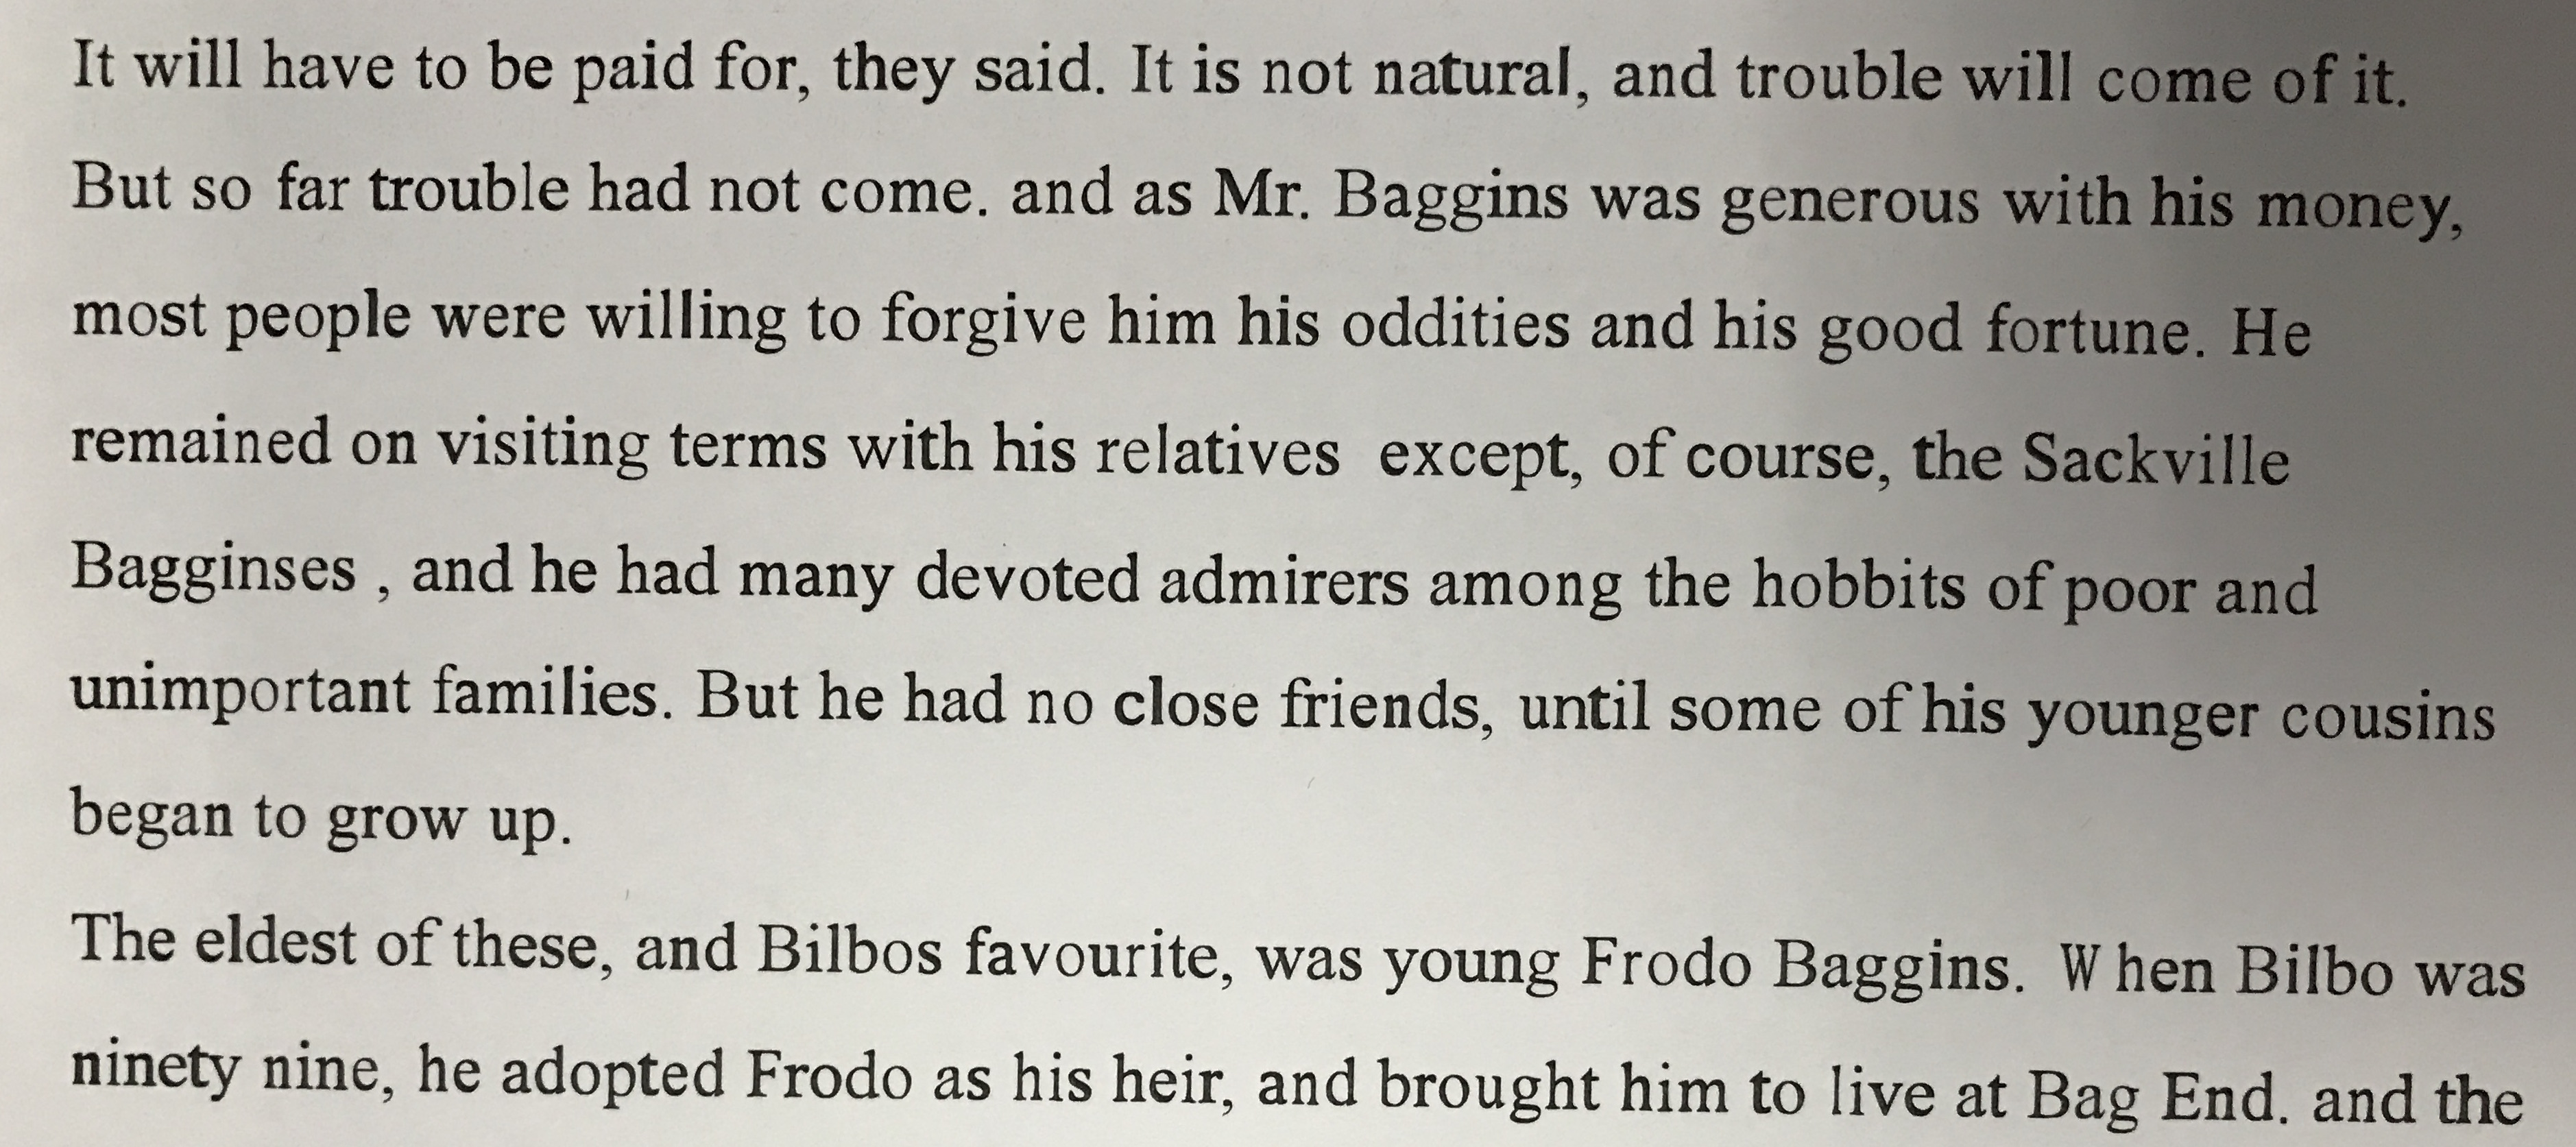 It will have to be paid for, they said. It is not natural, and trouble will come of it.
But so far trouble had not come. and as Mr. Baggins was generous with his money,
most people were willing to forgive him his oddities and his good fortune. He
remained on visiting terms with his relatives  except, of course, the Sackville
Bagginses , and he had many devoted admirers among the hobbits of poor and
unimportant families. But he had no close friends, until some of his younger cousins
began to grow up.
The eldest of these, and Bilbos favourite, was young Frodo Baggins.  W hen Bilbo was
ninety nine, he adopted Frodo as his heir, and brought him to live at Bag End. and the